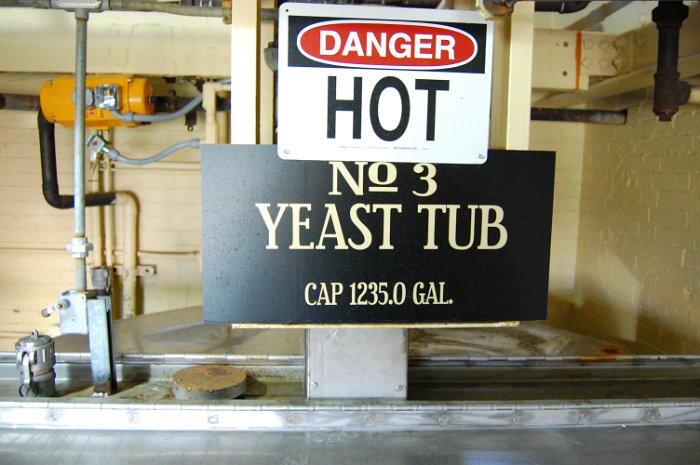 DANGER
HOT
Nº 3
YEAST TUB
CAP 1235.0 GAL.